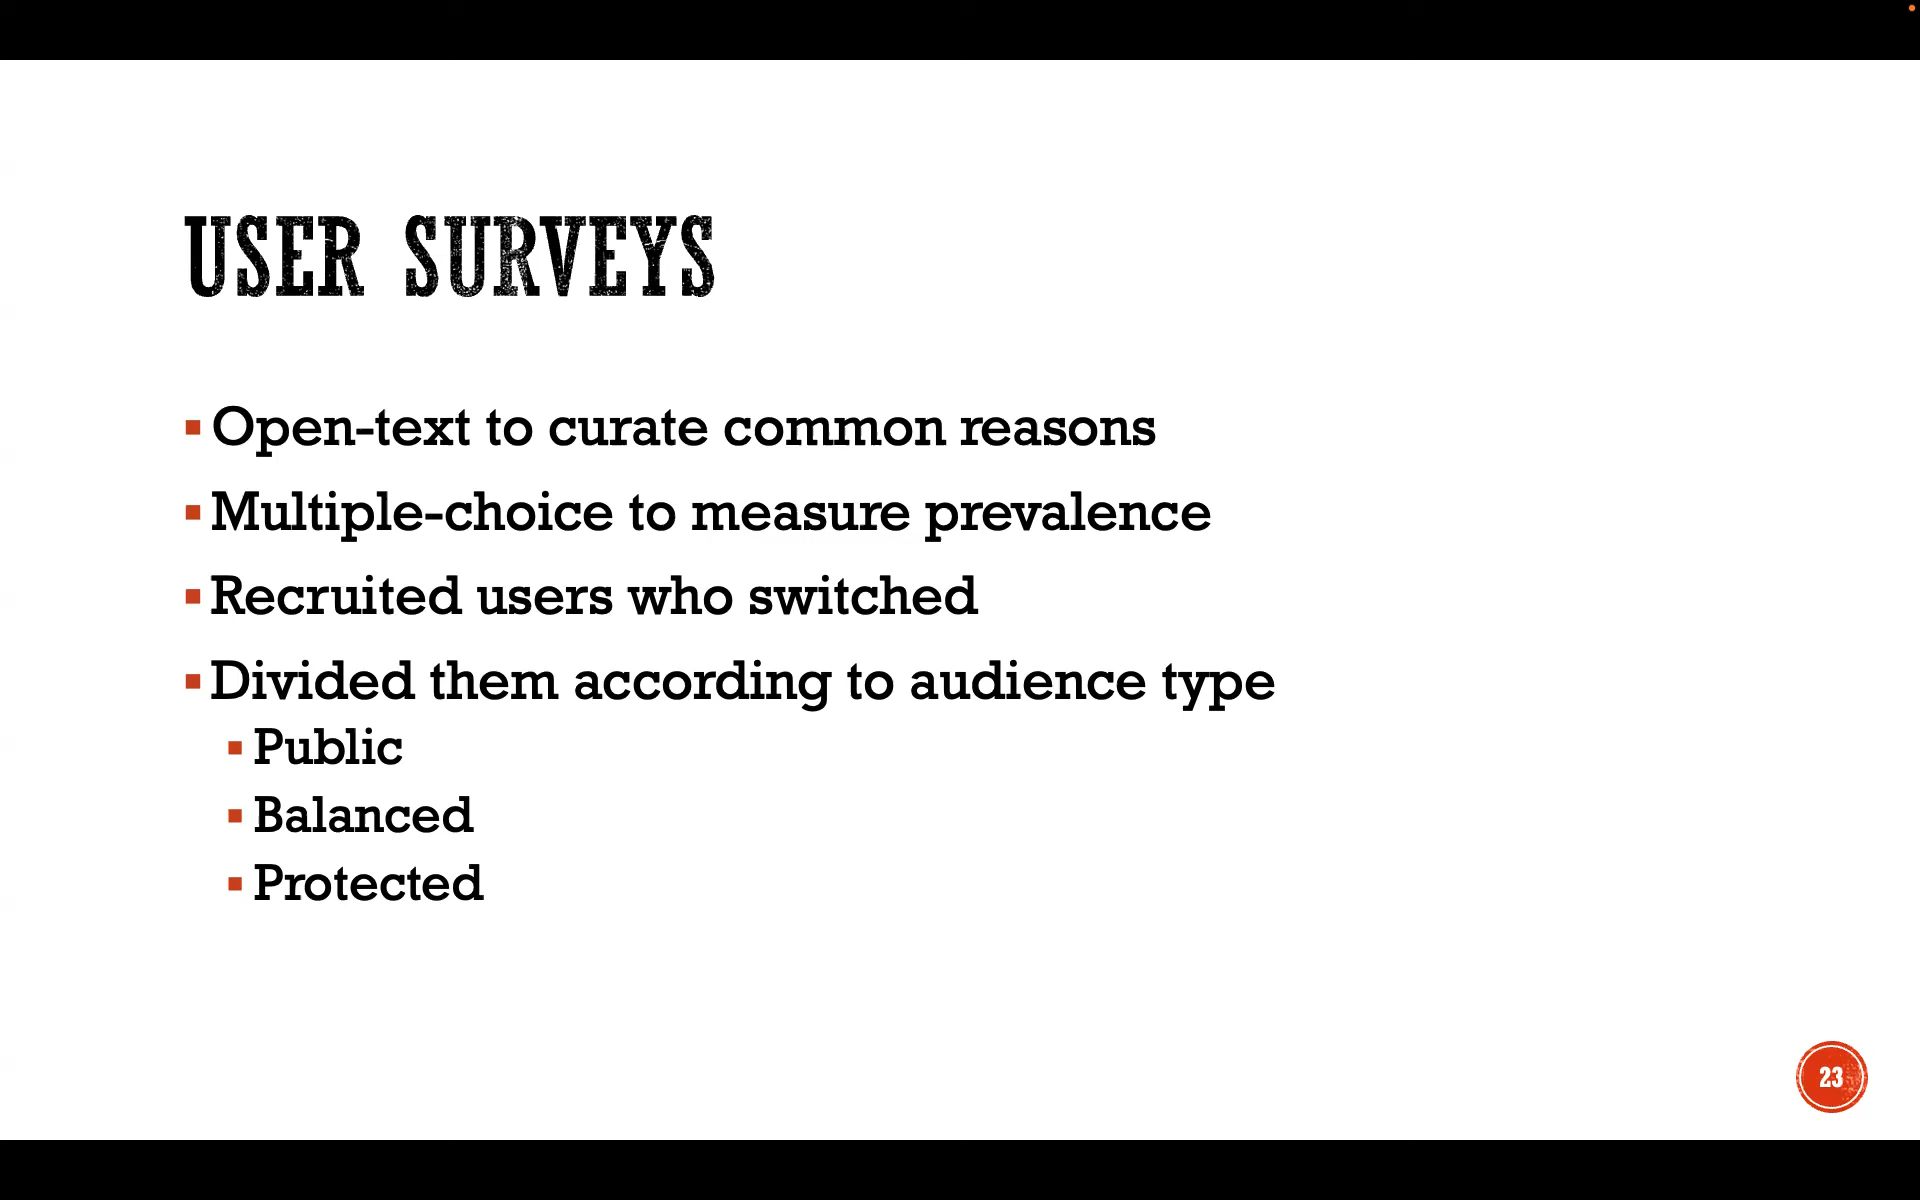 USER SURVEYS
Open-text to curate common reasons
Multiple-choice to measure prevalence
Recruited users who switched
Divided them according to audience type
Public
Balanced
Protected
23